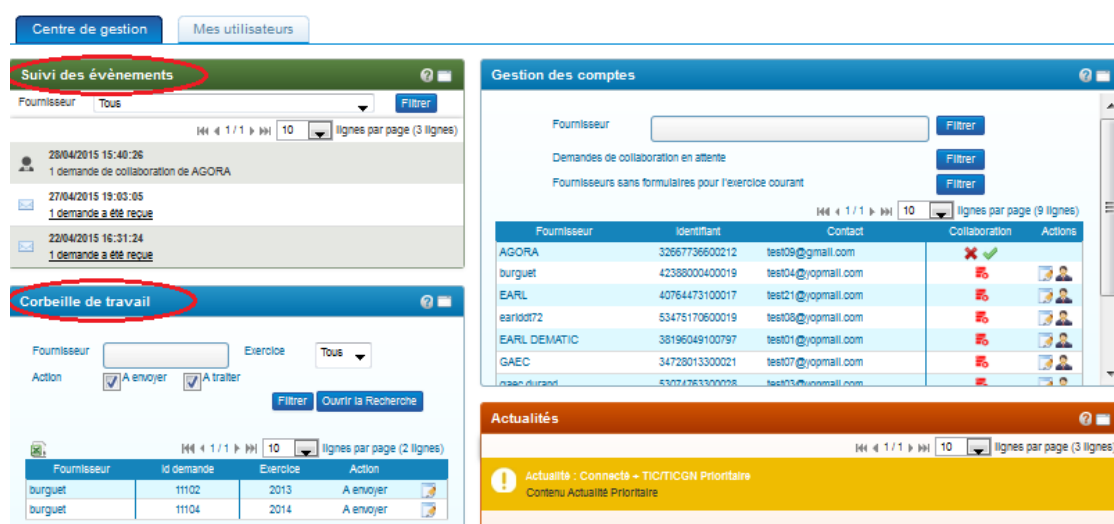 Centre de gestion
Mes utilisateurs
Suivi des évènements
Fournisseur Tous Filtrer
1 / 1 10 lignes par page (3 lignes)
28/04/2015 15:40:26
1 demande de collaboration de AGORA
27/04/2015 19:03:05
1 demande a été reçue
22/04/2015 16:31:24
1 demande a été reçue
Corbeille de travail
Fournisseur Exercice Tous
Action A envoyer A traiter
Filtrer Ouvrir la Recherche
1 / 1 10 lignes par page (2 lignes)
Fournisseur Id demande Exercice Action
burguet 11102 2013 A envoyer
burguet 11104 2014 A envoyer
Gestion des comptes
Fournisseur Filtrer
Demandes de collaboration en attente Filtrer
Fournisseurs sans formulaires pour l'exercice courant Filtrer
1 / 1 10 lignes par page (9 lignes)
Fournisseur Identifiant Contact Collaboration Actions
AGORA 32667736600212 test09@gmail.com
burguet 42388000400019 test04@yopmail.com
EARL 40764473100017 test21@yopmail.com
earlddt72 53475170600019 test08@yopmail.com
EARL DEMATIC 38196049100797 test01@yopmail.com
GAEC 34728013300021 test07@yopmail.com
gaec durand 53074763300028 test03@yopmail.com
Actualités
1 / 1 10 lignes par page (3 lignes)
Actualité : Connecté + TIC/TICGN Prioritaire
Contenu Actualité Prioritaire